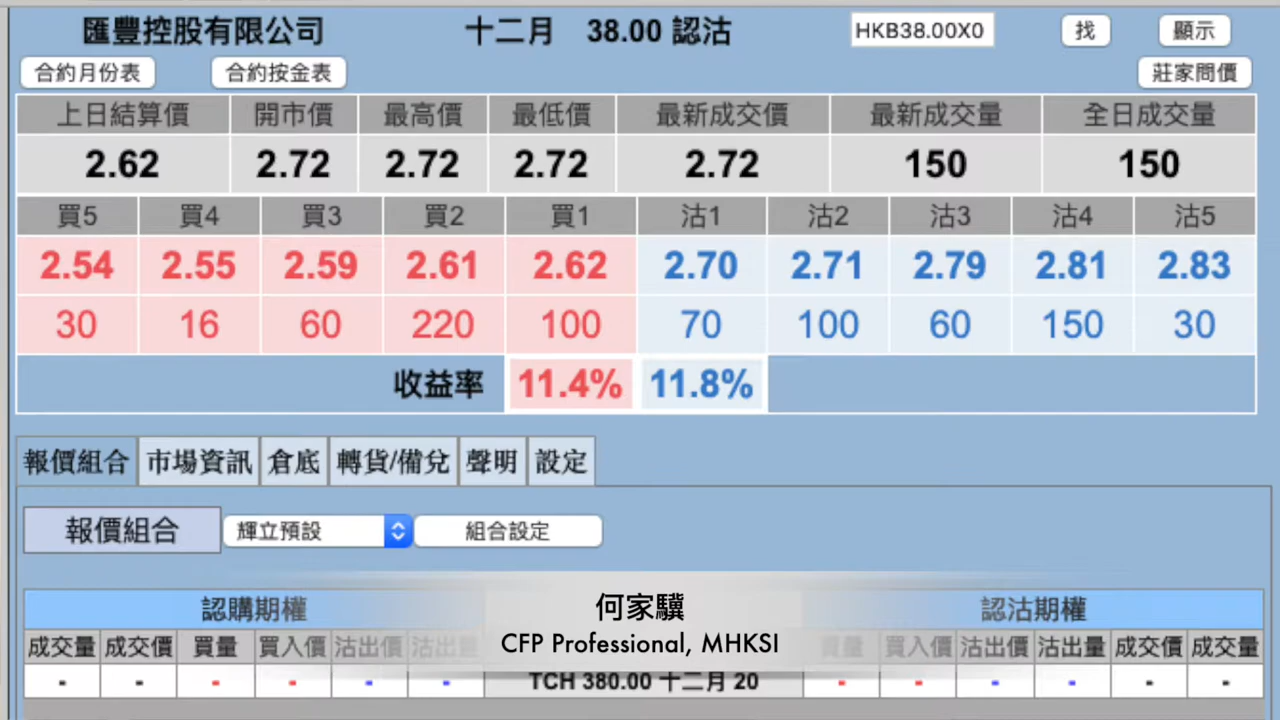 匯豐控股有限公司 十二月 38.00 認沽 HKB38.00X0 找 顯示
合約月份表 合約按金表 莊家問價
上日結算價 開市價 最高價 最低價 最新成交價 最新成交量 全日成交量
2.62 2.72 2.72 2.72 2.72 150 150
買5 買4 買3 買2 買1 沽1 沽2 沽3 沽4 沽5
2.54 2.55 2.59 2.61 2.62 2.70 2.71 2.79 2.81 2.83
30 16 60 220 100 70 100 60 150 30
收益率 11.4% 11.8%
報價組合 市場資訊 倉底 轉貨/備兌 聲明 設定
報價組合 輝立預設 組合設定
認購期權 何家驥 認沽期權
CFP Professional, MHKSI
成交量 成交價 買量 買入價 沽出價 沽出量 買量 買入價 沽出價 沽出量 成交價 成交量
- - - - - - TCH 380.00 十二月 20 - - - - - -